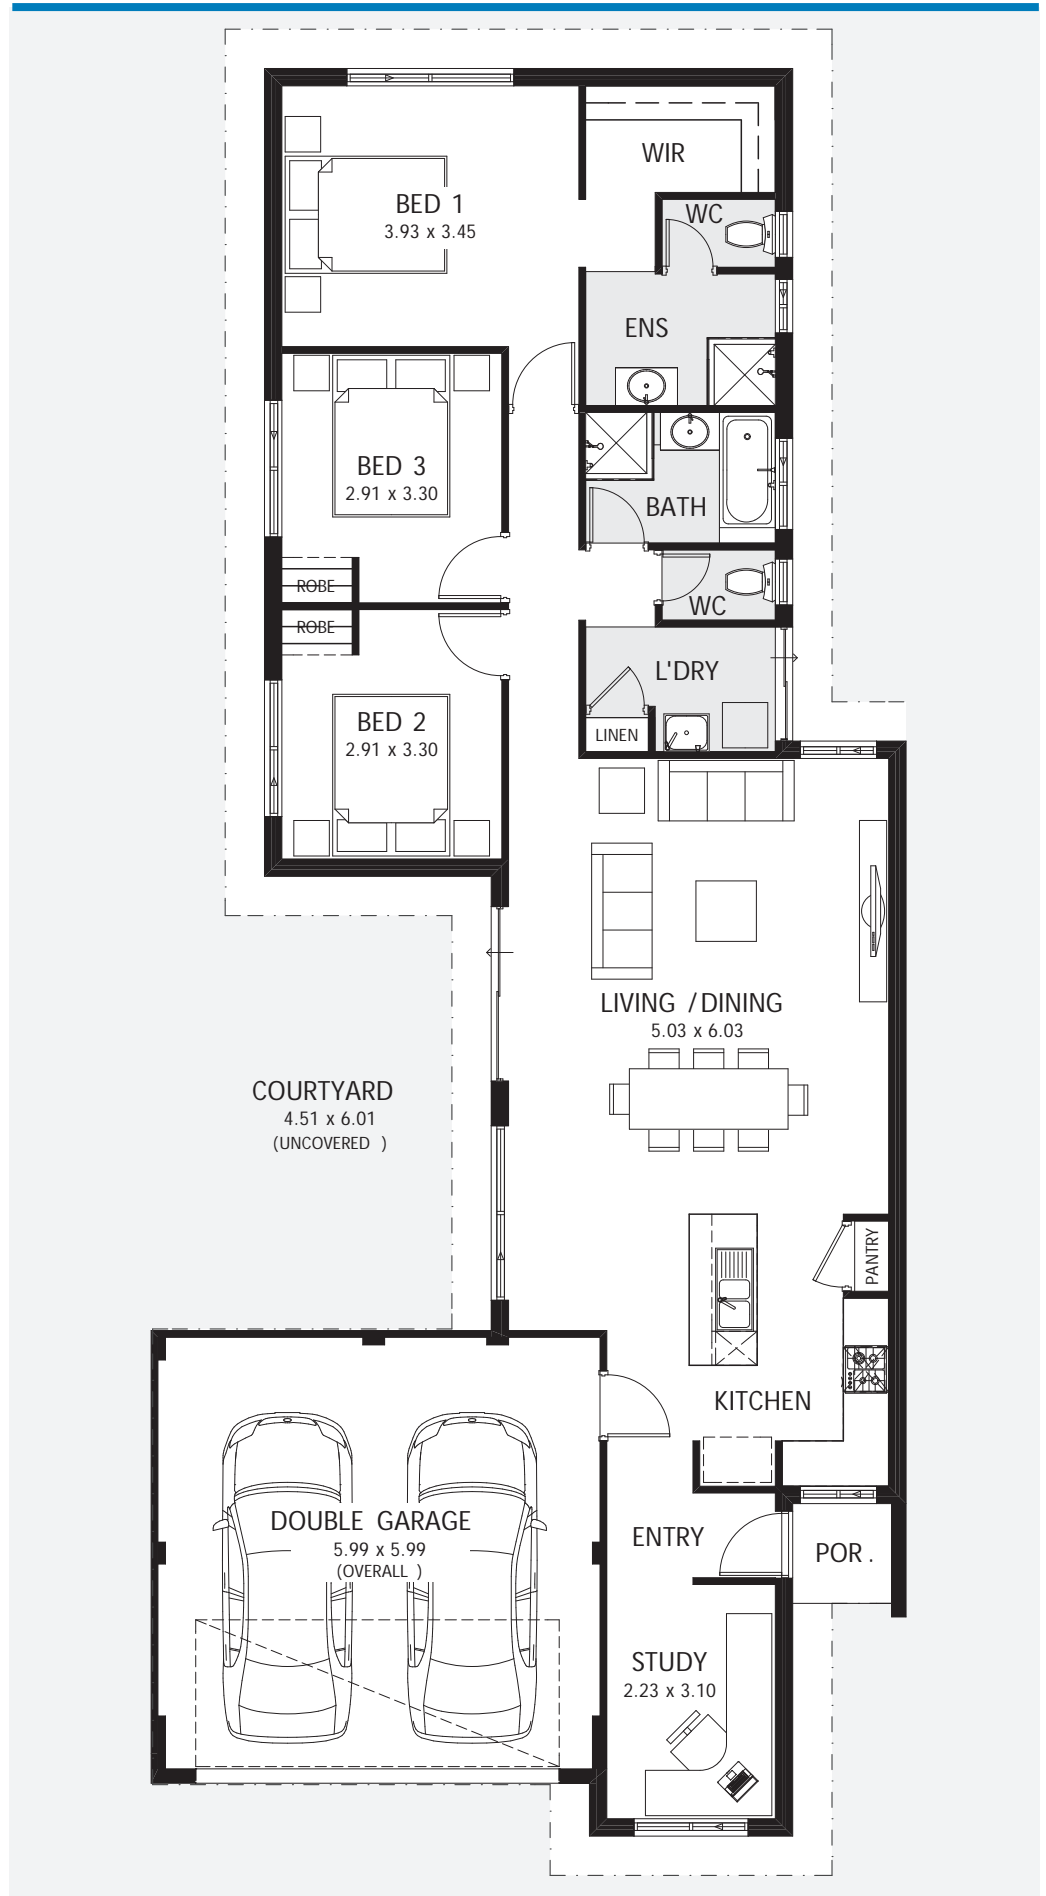 WIR
BED 1
3.93 x 3.45
WC
ENS
BED 3
2.91 x 3.30
BATH
ROBE
WC
ROBE
L'DRY
BED 2
2.91 x 3.30
LINEN
LIVING / DINING
5.03 x 6.03
COURTYARD
4.51 x 6.01
(UNCOVERED )
PANTRY
KITCHEN
DOUBLE GARAGE
5.99 x 5.99
(OVERALL )
ENTRY
POR .
STUDY
2.23 x 3.10